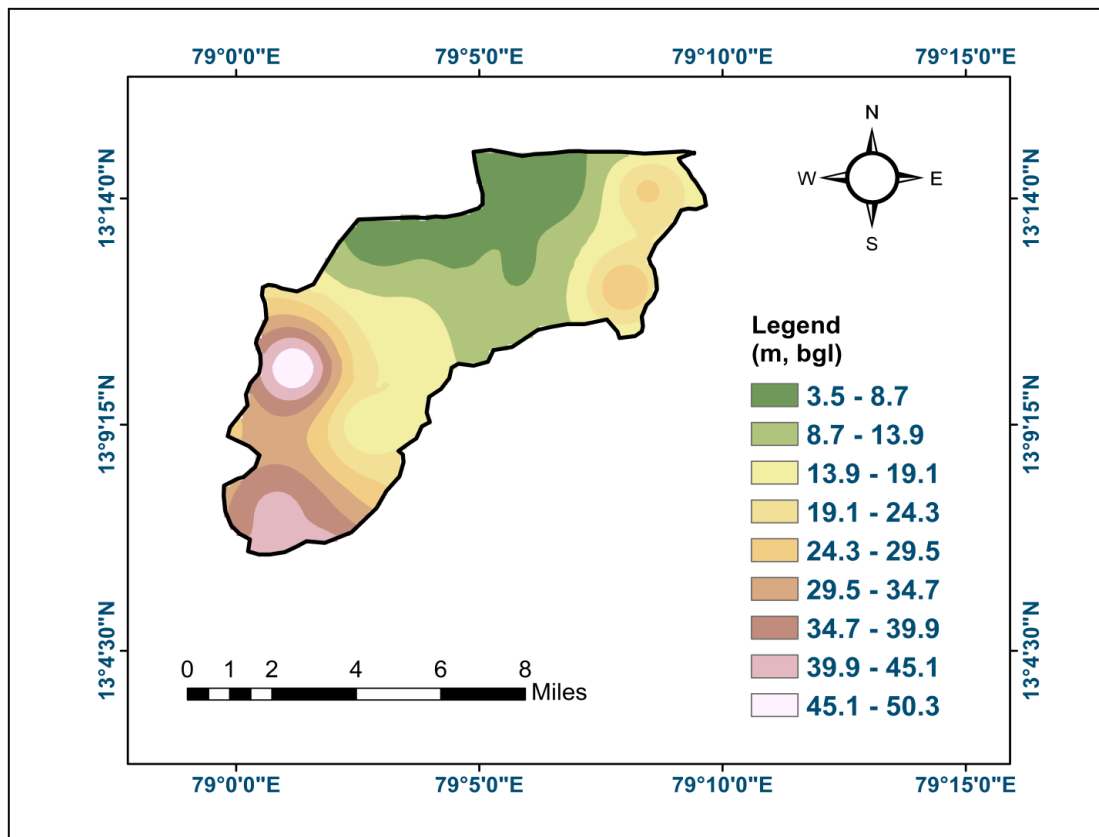 79°0'0"E 79°5'0"E 79°10'0"E 79°15'0"E
N
W E
S
13°14'0"N 13°14'0"N
13°9'15"N 13°9'15"N
13°4'30"N 13°4'30"N
Legend
(m, bgl)
3.5 - 8.7
8.7 - 13.9
13.9 - 19.1
19.1 - 24.3
24.3 - 29.5
29.5 - 34.7
34.7 - 39.9
39.9 - 45.1
45.1 - 50.3
0 1 2 4 6 8
Miles
79°0'0"E 79°5'0"E 79°10'0"E 79°15'0"E